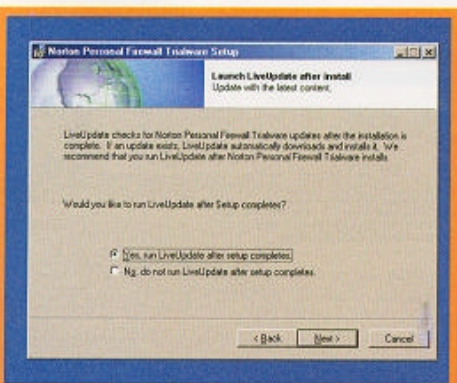 Norton Personal Firewall Trialware Setup
Launch LiveUpdate after install
Update with the latest content.
LiveUpdate checks for Norton Personal Firewall Trialware updates after the installation is
complete. If an update exists, LiveUpdate automatically downloads and installs it. We
recommend that you run LiveUpdate after Norton Personal Firewall Trialware installs.
Would you like to run LiveUpdate after Setup completes?
Yes, run LiveUpdate after setup completes.
No, do not run LiveUpdate after setup completes.
< Back
Next >
Cancel